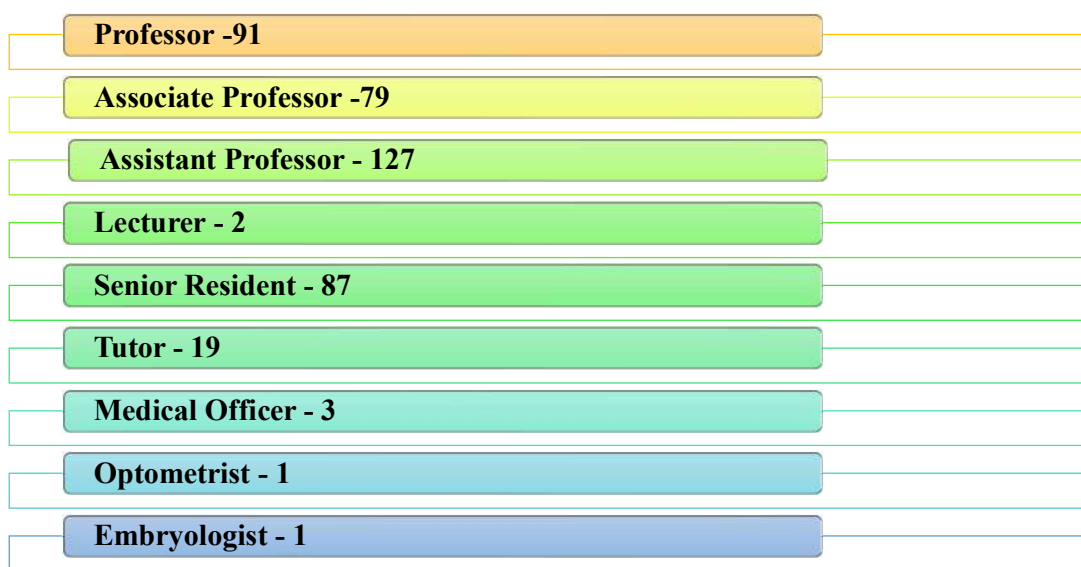 Professor -91
Associate Professor -79
Assistant Professor - 127
Lecturer - 2
Senior Resident - 87
Tutor - 19
Medical Officer - 3
Optometrist - 1
Embryologist - 1